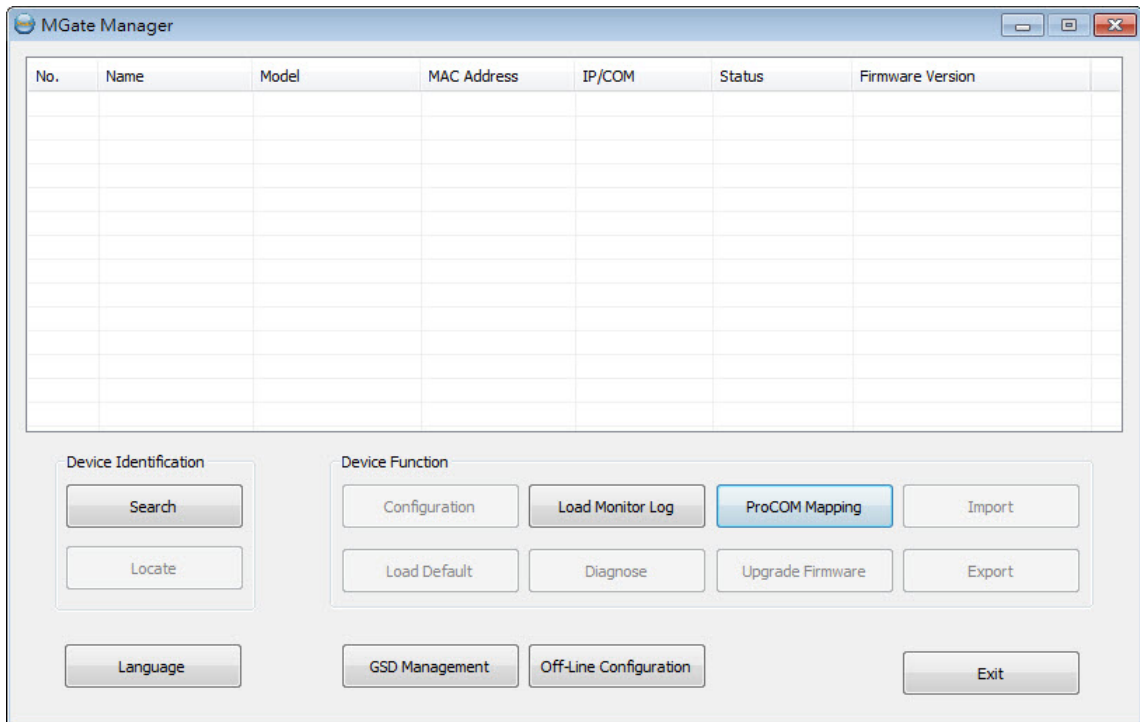 MGate Manager
No. Name Model MAC Address IP/COM Status Firmware Version
Device Identification Device Function
Search Configuration Load Monitor Log ProCOM Mapping Import
Locate Load Default Diagnose Upgrade Firmware Export
Language GSD Management Off-Line Configuration Exit